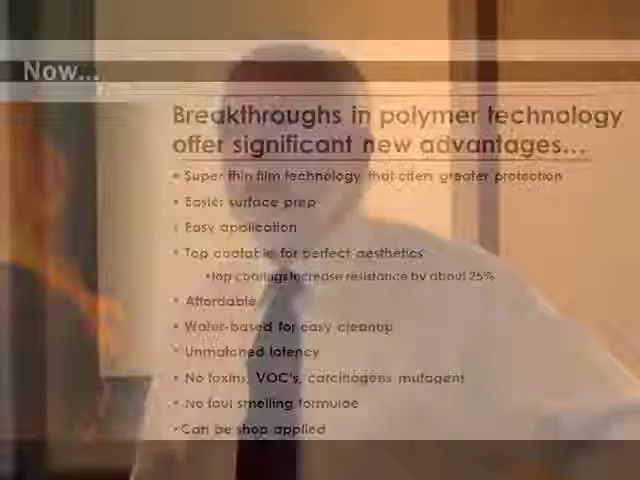 Now...
Breakthroughs in polymer technology
offer significant new advantages...
• Super thin film technology that offers greater protection
• Easier surface prep
• Easy application
• Top coatable for perfect aesthetics
•Top coatings increase resistance by about 25%
• Affordable
• Water-based for easy cleanup
• Unmatched latency
• No toxins, VOC's, carcinogens mutagent
• No foul smelling formulae
• Can be shop applied